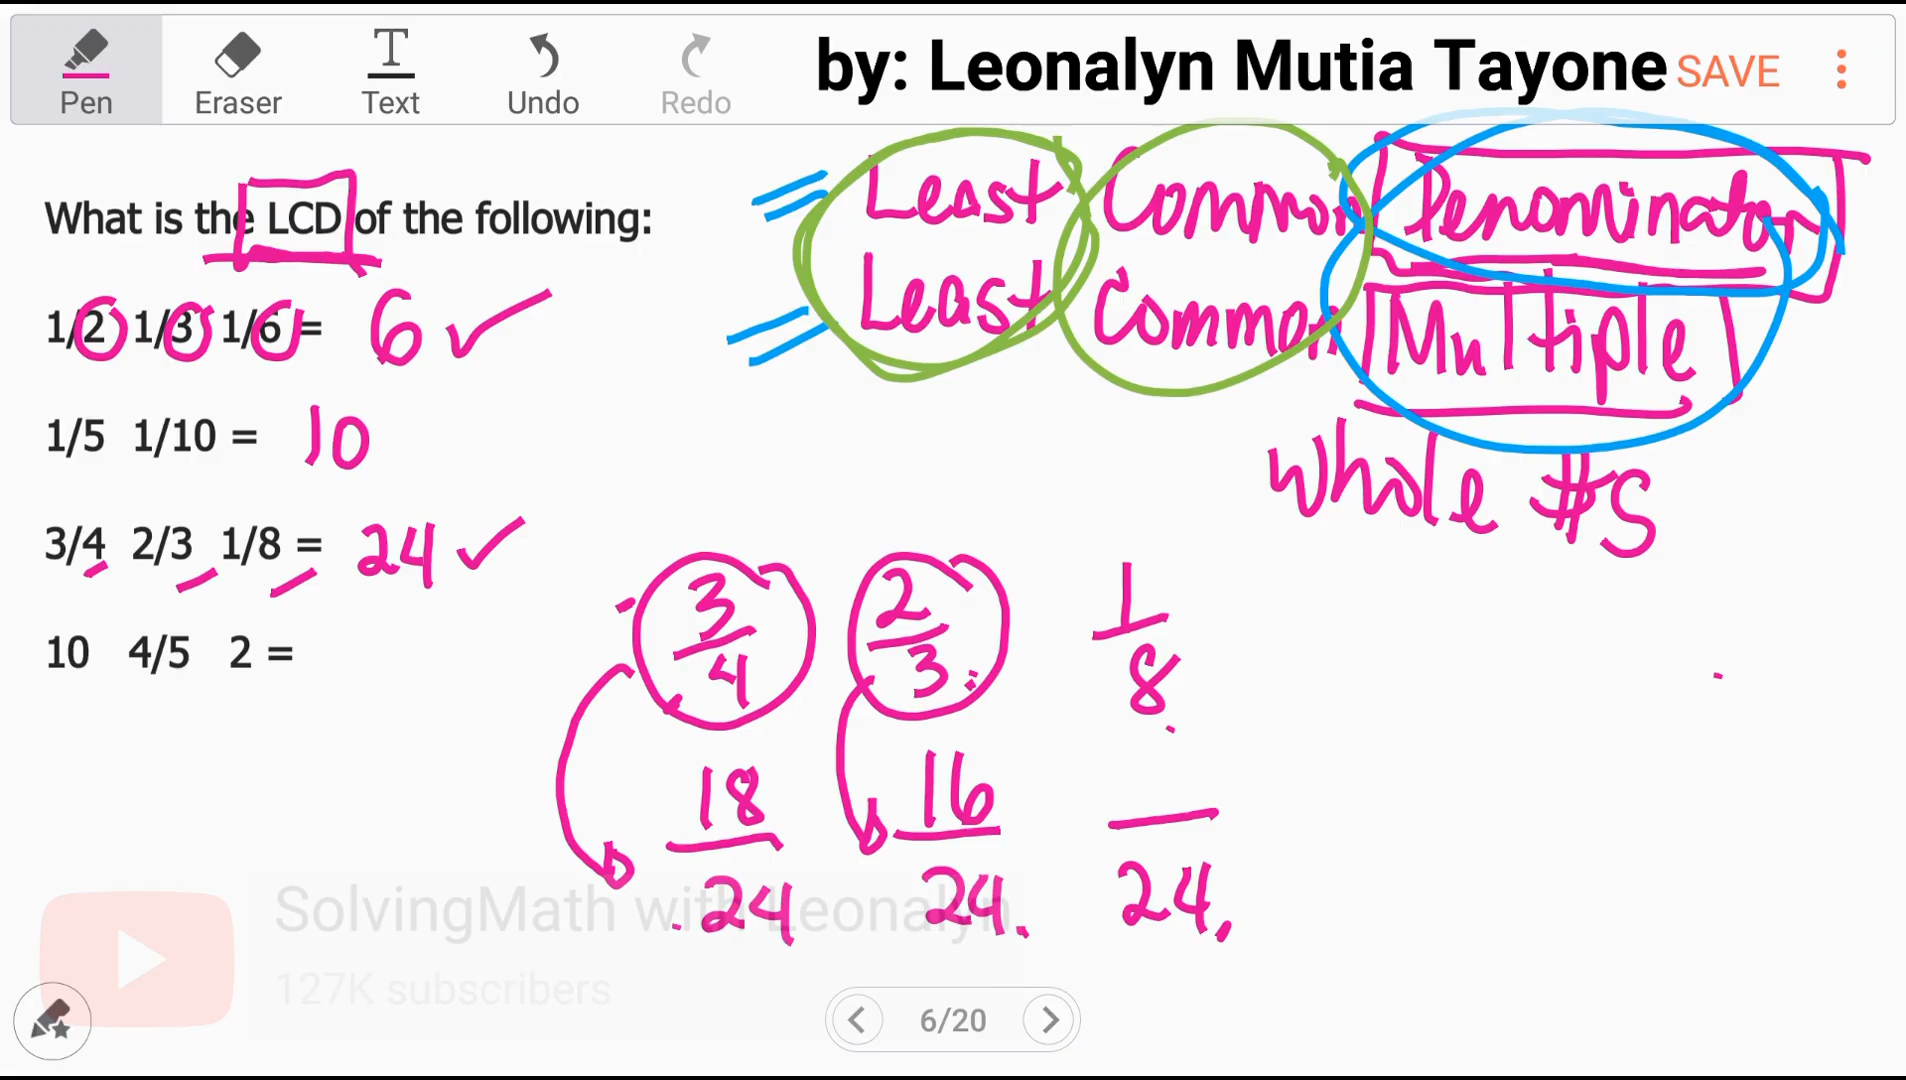 Pen Eraser Text Undo Redo by: Leonalyn Mutia Tayone SAVE
Least Common Denominator
Least Common Multiple
Whole #s
What is the LCD of the following:
1/2 1/3 1/6 = 6
1/5 1/10 = 10
3/4 2/3 1/8 = 24
10 4/5 2 =
3/4 2/3 1/8
18/24 16/24 /24
SolvingMath with Leonalyn
127K subscribers
6/20